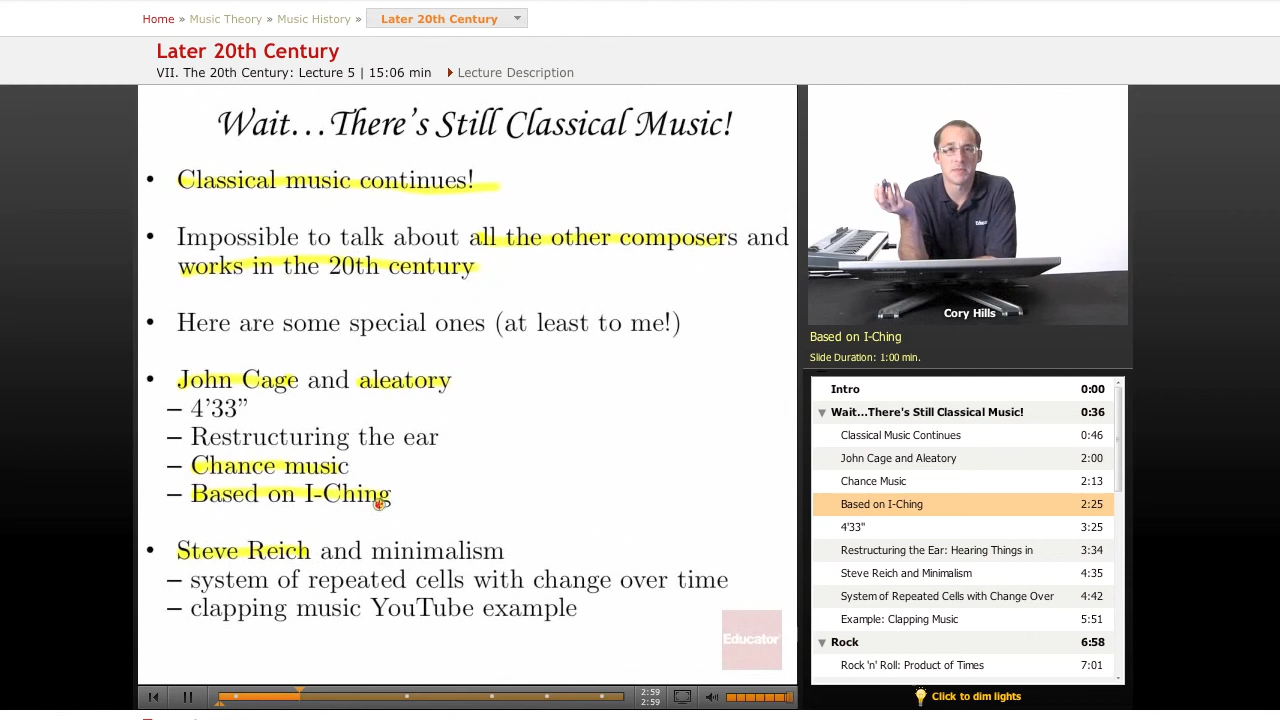 Home » Music Theory » Music History » Later 20th Century
Later 20th Century
VII. The 20th Century: Lecture 5 | 15:06 min Lecture Description
Wait...There's Still Classical Music!
• Classical music continues!
• Impossible to talk about all the other composers and
works in the 20th century
• Here are some special ones (at least to me!)
• John Cage and aleatory
– 4'33"
– Restructuring the ear
– Chance music
– Based on I-Ching
• Steve Reich and minimalism
– system of repeated cells with change over time
– clapping music YouTube example
Educator
2:59
2:59
Cory Hills
Based on I-Ching
Slide Duration: 1:00 min.
Intro 0:00
Wait...There's Still Classical Music! 0:36
Classical Music Continues 0:46
John Cage and Aleatory 2:00
Chance Music 2:13
Based on I-Ching 2:25
4'33" 3:25
Restructuring the Ear: Hearing Things in 3:34
Steve Reich and Minimalism 4:35
System of Repeated Cells with Change Over 4:42
Example: Clapping Music 5:51
Rock 6:58
Rock 'n' Roll: Product of Times 7:01
Click to dim lights